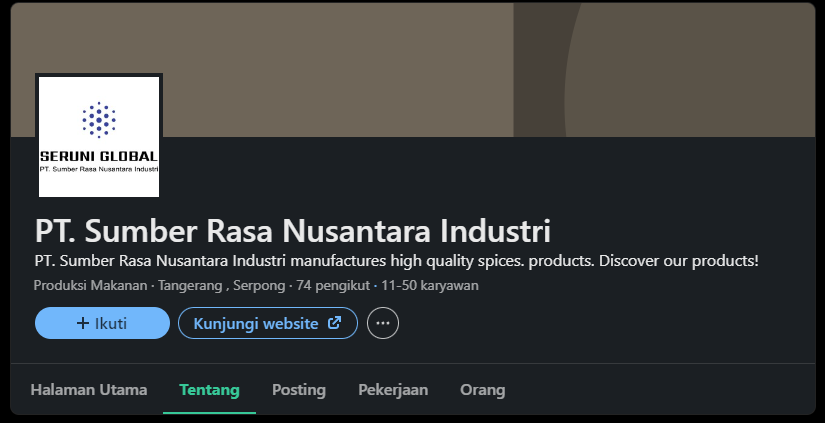 SERUNI GLOBAL
PT. Sumber Rasa Nusantara Industri
PT. Sumber Rasa Nusantara Industri
PT. Sumber Rasa Nusantara Industri manufactures high quality spices. products. Discover our products!
Produksi Makanan · Tangerang , Serpong · 74 pengikut · 11-50 karyawan
+ Ikuti
Kunjungi website
Halaman Utama Tentang Posting Pekerjaan Orang